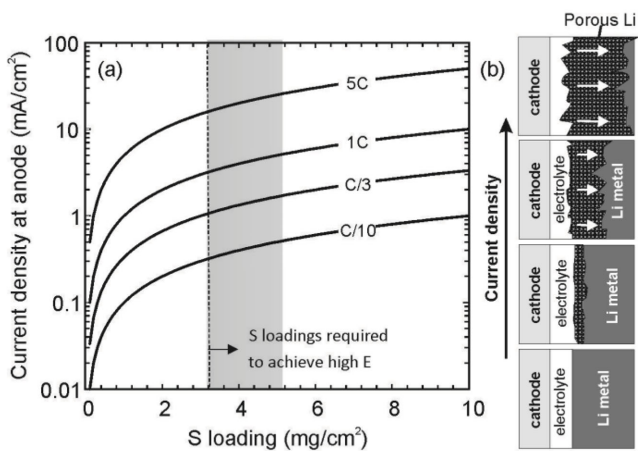 (a)
Current density at anode (mA/cm²)
100
10
1
0.1
0.01
5C
1C
C/3
C/10
S loadings required
to achieve high E
0 2 4 6 8 10
S loading (mg/cm²)
(b)
Porous Li
Current density
cathode
cathode
electrolyte
Li metal
cathode
electrolyte
Li metal
cathode
electrolyte
Li metal